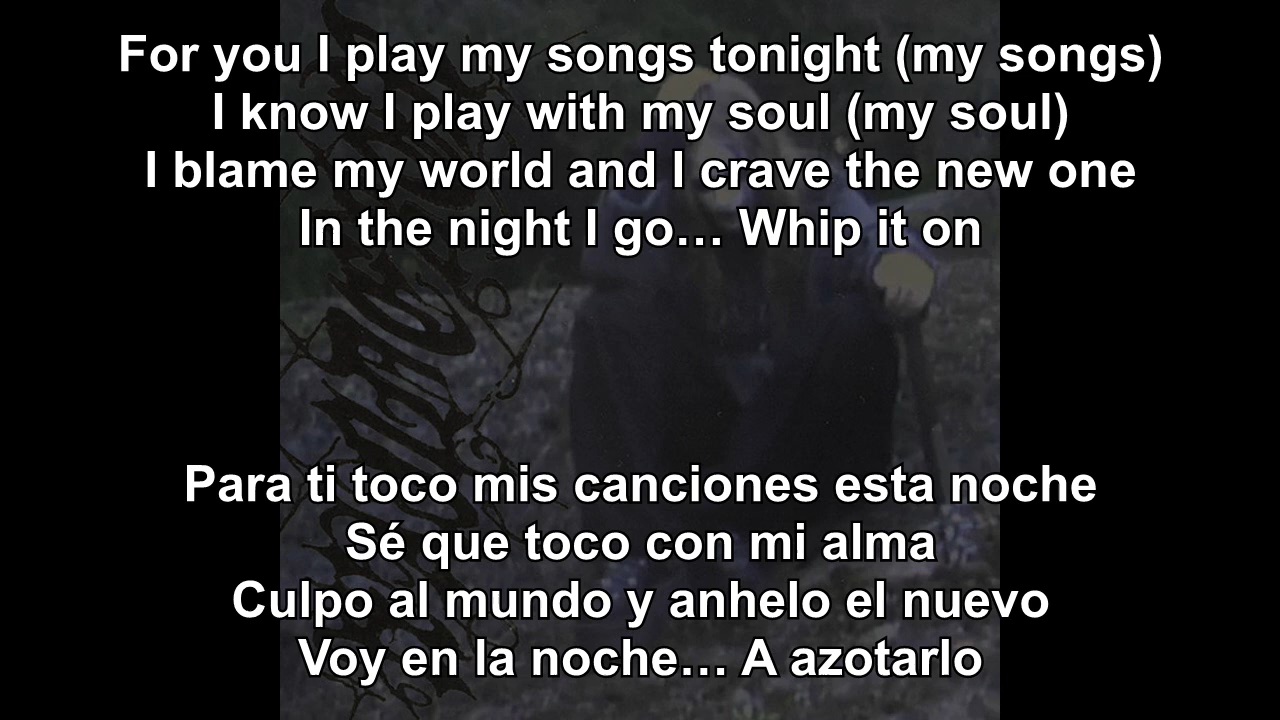 For you I play my songs tonight (my songs)
I know I play with my soul (my soul)
I blame my world and I crave the new one
In the night I go… Whip it on
Para ti toco mis canciones esta noche
Sé que toco con mi alma
Culpo al mundo y anhelo el nuevo
Voy en la noche… A azotarlo